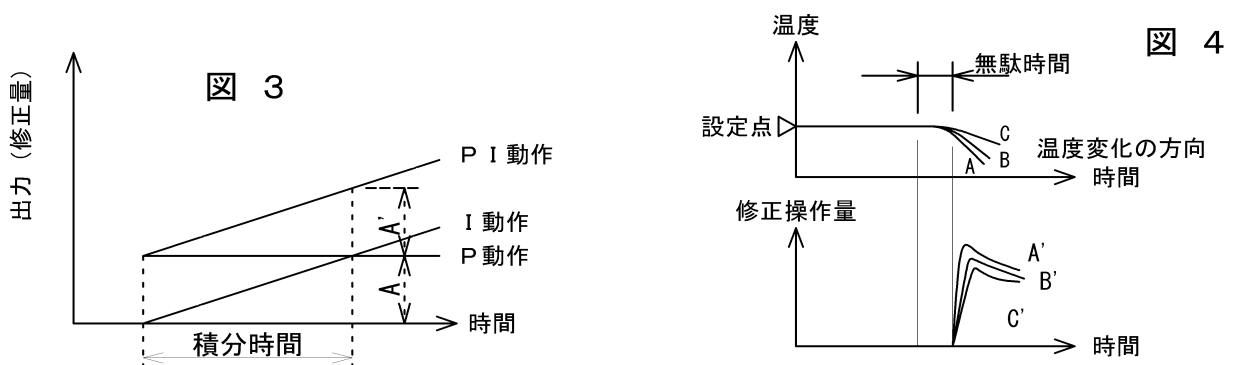 図 3
出力（修正量）
ＰＩ動作
Ｉ動作
Ｐ動作
A'
A
時間
積分時間
図 4
温度
無駄時間
設定点
C
B
A
温度変化の方向
時間
修正操作量
A'
B'
C'
時間